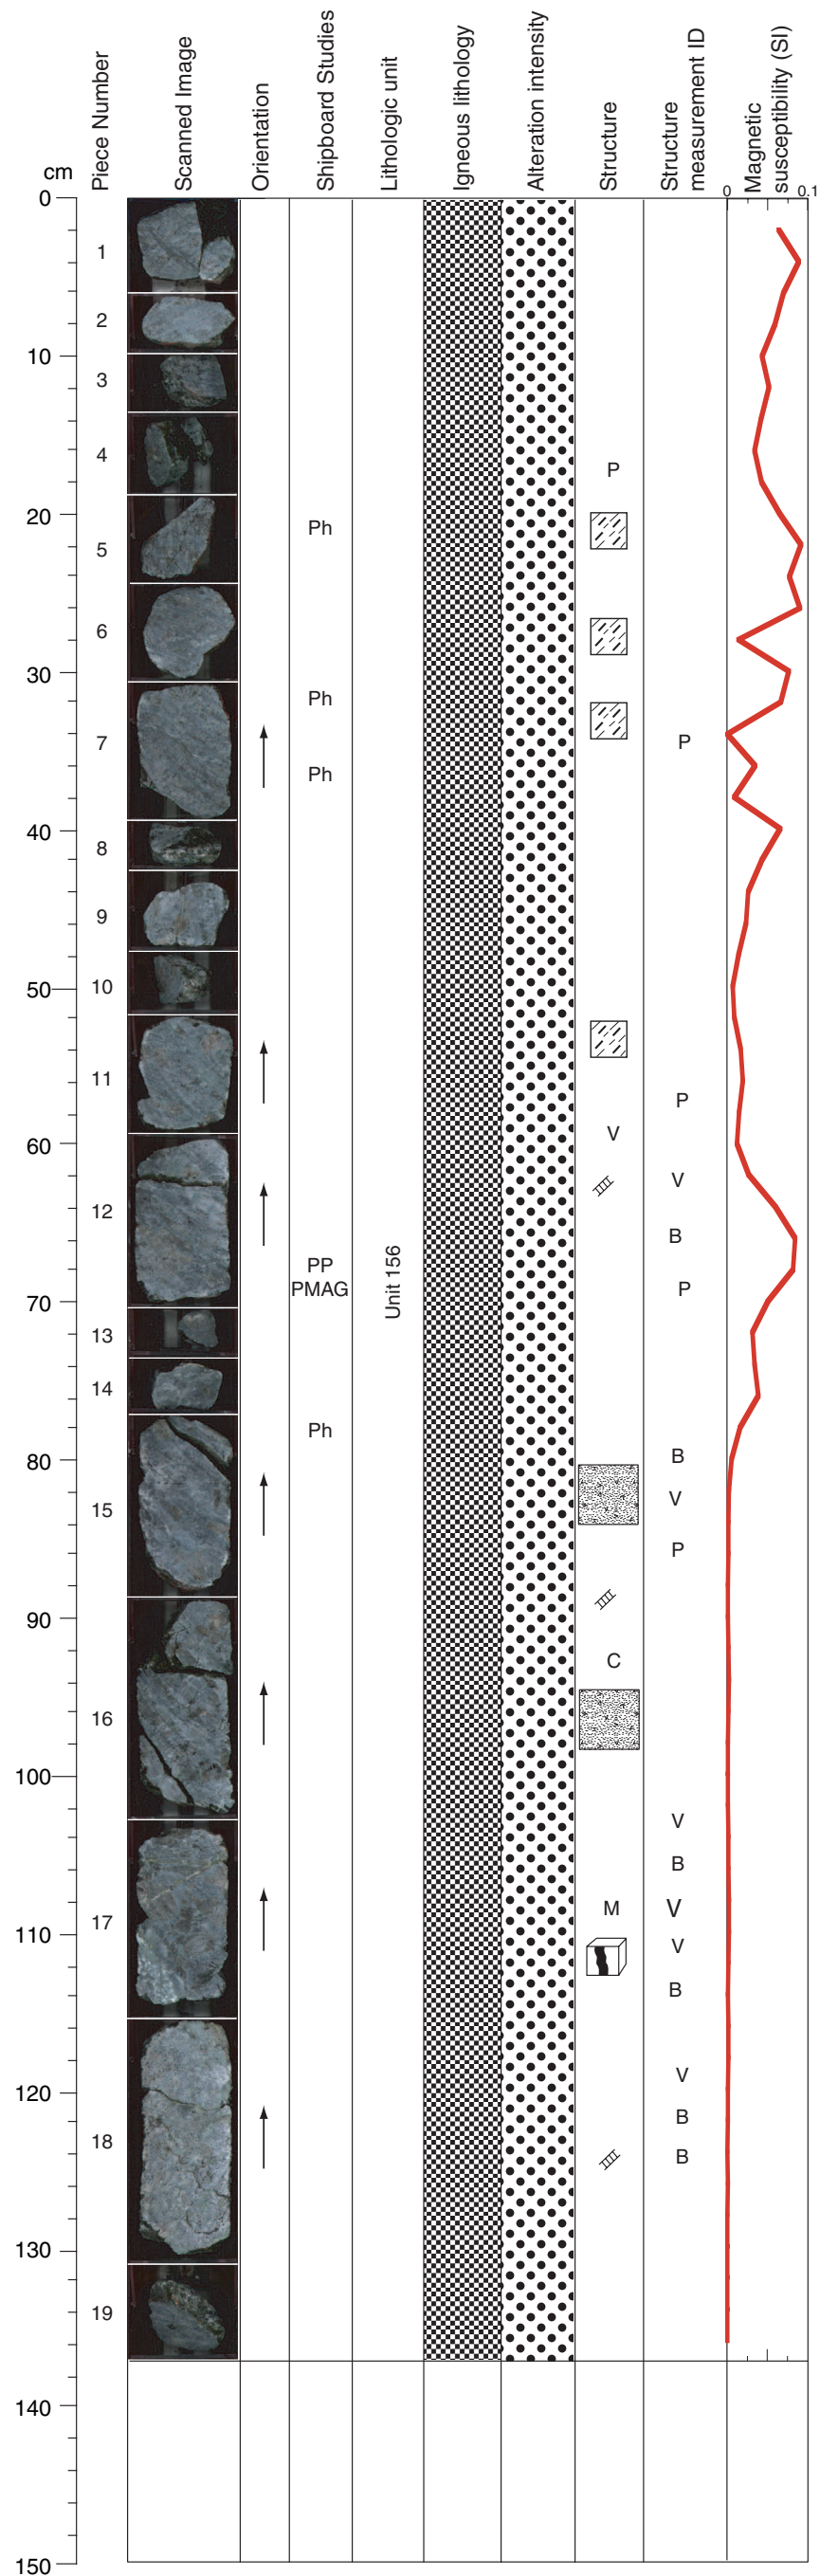 cm
Piece Number
Scanned Image
Orientation
Shipboard Studies
Lithologic unit
Igneous lithology
Alteration intensity
Structure
Structure
measurement ID
Magnetic
susceptibility (SI)
0 0.1
0
1
2
10
3
4
P
20
Ph
5
6
30
Ph
7 P
Ph
40
8
9
50
10
11
P
60
V
V
12
B
PP
PMAG
P
Unit 156
70
13
14
Ph
80
B
V
15
P
90
C
16
100
V
B
M V
17
110
V
B
V
120
B
18
B
130
19
140
150